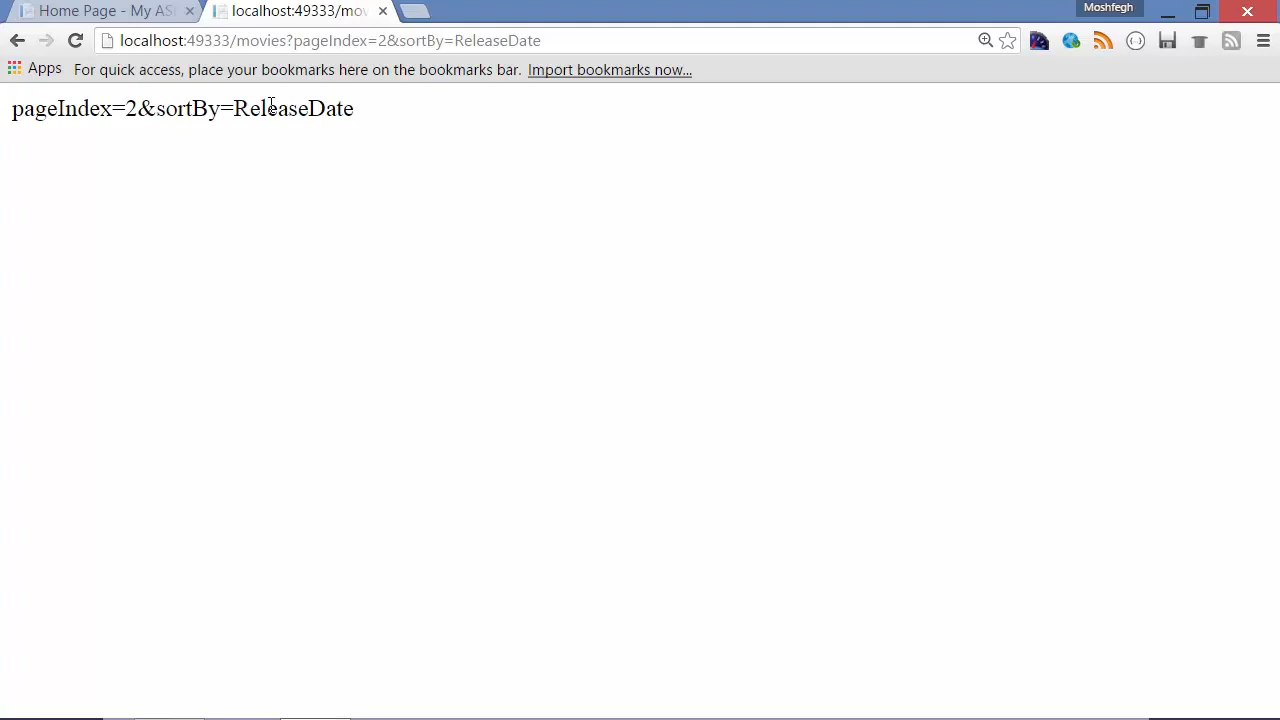 Home Page - My AS
localhost:49333/mov
Moshfegh
localhost:49333/movies?pageIndex=2&sortBy=ReleaseDate
Apps For quick access, place your bookmarks here on the bookmarks bar. Import bookmarks now...
pageIndex=2&sortBy=ReleaseDate